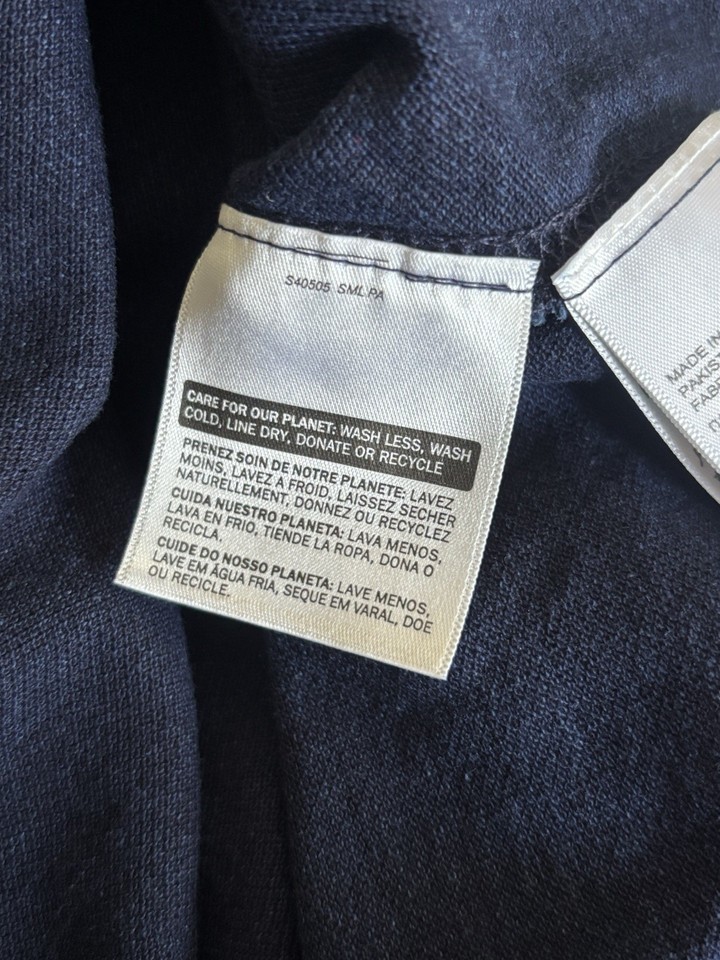 S40505 SML PA
CARE FOR OUR PLANET: WASH LESS, WASH
COLD, LINE DRY, DONATE OR RECYCLE
PRENEZ SOIN DE NOTRE PLANETE: LAVEZ
MOINS, LAVEZ A FROID, LAISSEZ SECHER
NATURELLEMENT. DONNEZ OU RECYCLEZ
CUIDA NUESTRO PLANETA: LAVA MENOS,
LAVA EN FRIO, TIENDE LA ROPA, DONA O
RECICLA.
CUIDE DO NOSSO PLANETA: LAVE MENOS,
LAVE EM ÁGUA FRIA, SEQUE EM VARAL, DOE
OU RECICLE.
MADE IN
PAKIS
FAB